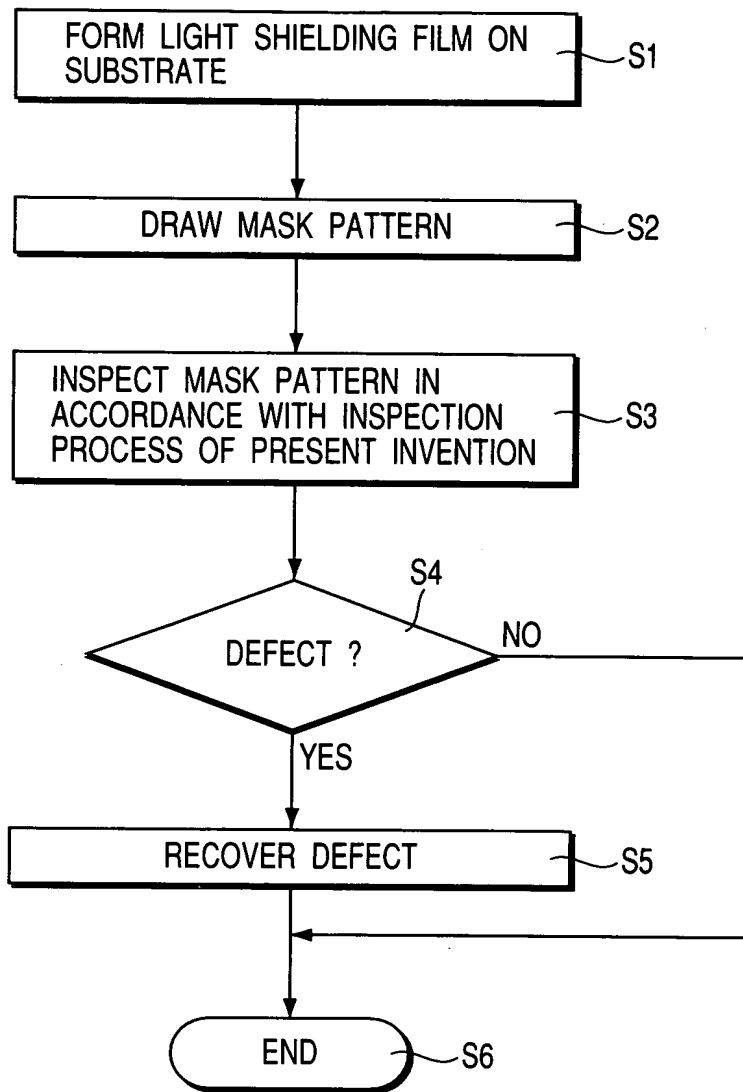 FORM LIGHT SHIELDING FILM ON
SUBSTRATE
S1
DRAW MASK PATTERN
S2
INSPECT MASK PATTERN IN
ACCORDANCE WITH INSPECTION
PROCESS OF PRESENT INVENTION
S3
S4
DEFECT ?
NO
YES
RECOVER DEFECT
S5
END
S6